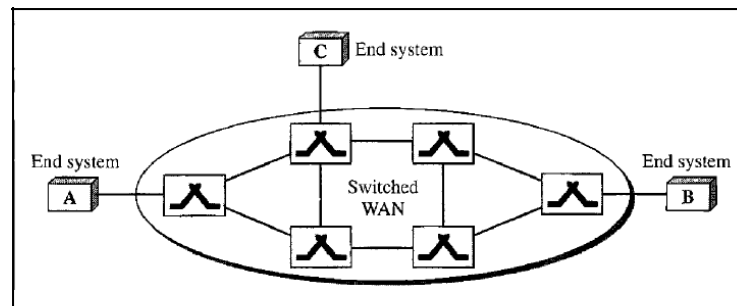 C End system
End system
A
Switched
WAN
End system
B